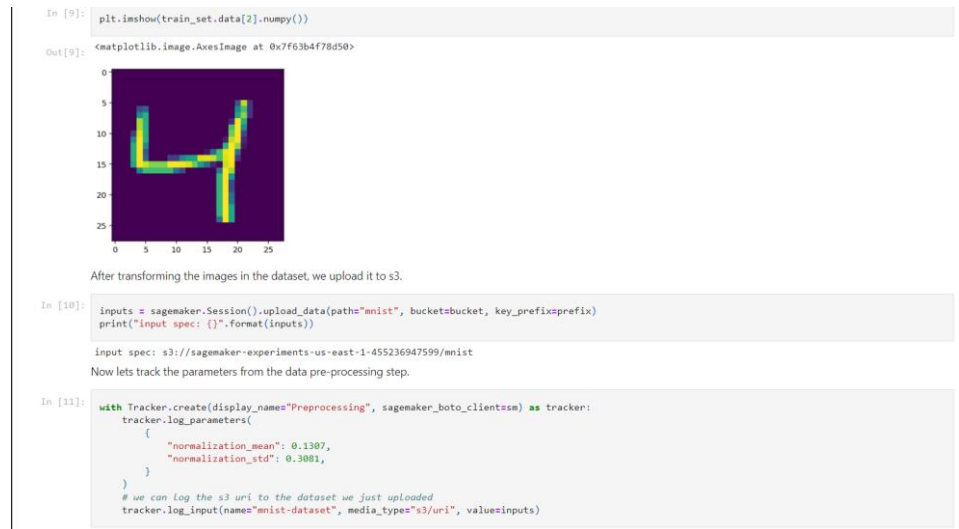 In [9]:
plt.imshow(train_set.data[2].numpy())
Out[9]:
<matplotlib.image.AxesImage at 0x7f63b4f78d50>
0
5
10
15
20
25
0 5 10 15 20 25
After transforming the images in the dataset, we upload it to s3.
In [10]:
inputs = sagemaker.Session().upload_data(path="mnist", bucket=bucket, key_prefix=prefix)
print("input spec: {}".format(inputs))
input spec: s3://sagemaker-experiments-us-east-1-455236947599/mnist
Now lets track the parameters from the data pre-processing step.
In [11]:
with Tracker.create(display_name="Preprocessing", sagemaker_boto_client=sm) as tracker:
    tracker.log_parameters(
        {
            "normalization_mean": 0.1307,
            "normalization_std": 0.3081,
        }
    )
    # we can log the s3 uri to the dataset we just uploaded
    tracker.log_input(name="mnist-dataset", media_type="s3/uri", value=inputs)